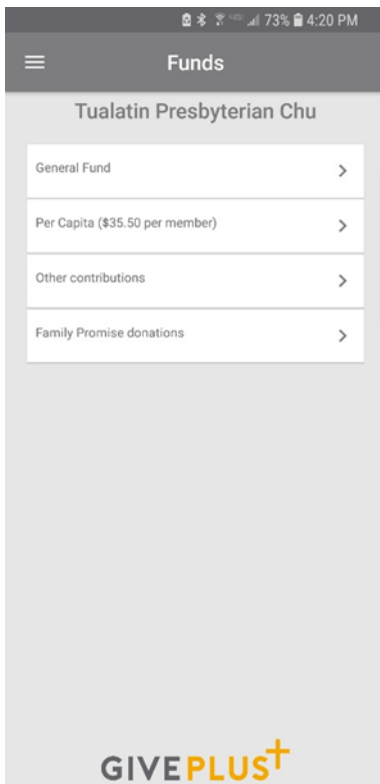 73% 4:20 PM
Funds
Tualatin Presbyterian Chu
General Fund
Per Capita ($35.50 per member)
Other contributions
Family Promise donations
GIVEPLUS+